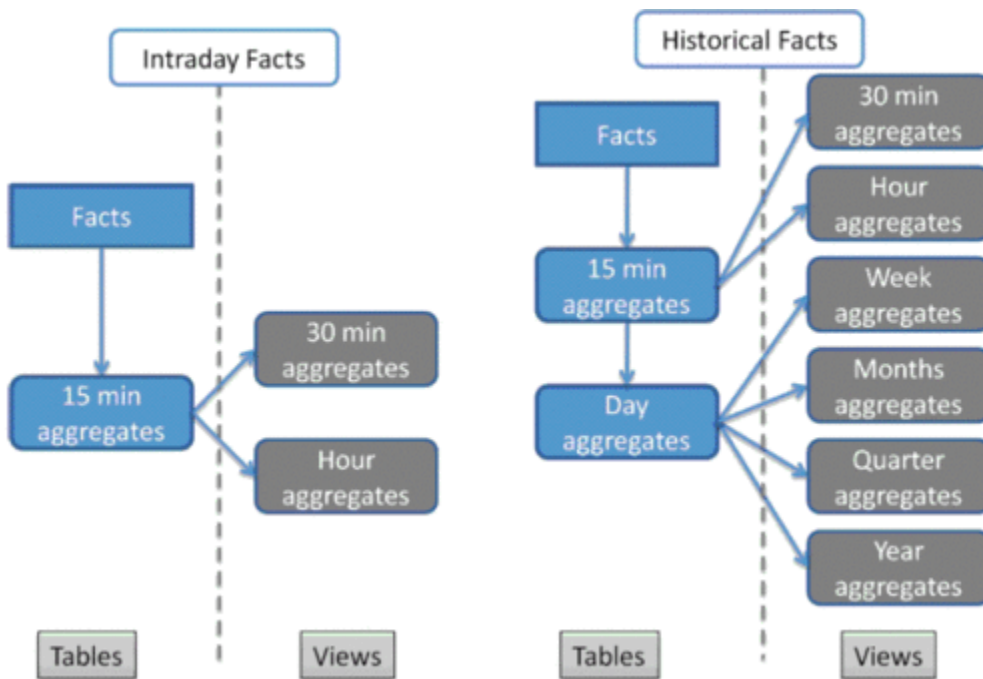 Intraday Facts
Facts
15 min
aggregates
30 min
aggregates
Hour
aggregates
Tables
Views
Historical Facts
Facts
15 min
aggregates
Day
aggregates
30 min
aggregates
Hour
aggregates
Week
aggregates
Months
aggregates
Quarter
aggregates
Year
aggregates
Tables
Views